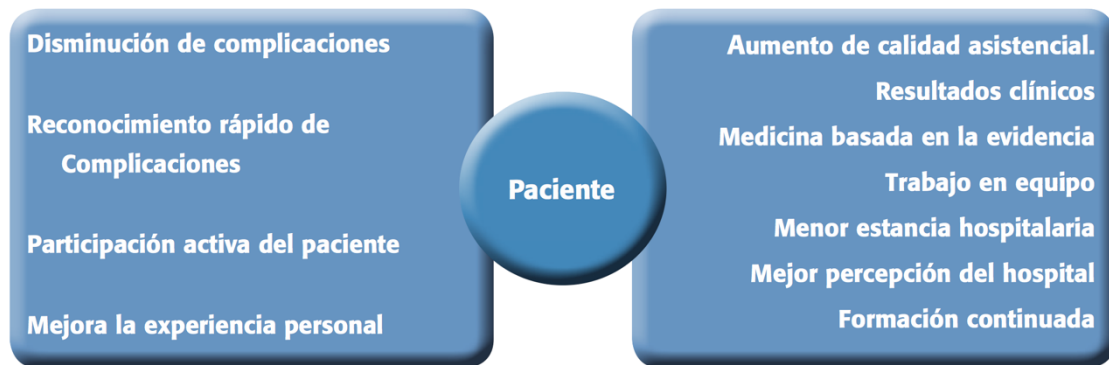 Disminución de complicaciones
Reconocimiento rápido de
Complicaciones
Participación activa del paciente
Mejora la experiencia personal
Paciente
Aumento de calidad asistencial.
Resultados clínicos
Medicina basada en la evidencia
Trabajo en equipo
Menor estancia hospitalaria
Mejor percepción del hospital
Formación continuada